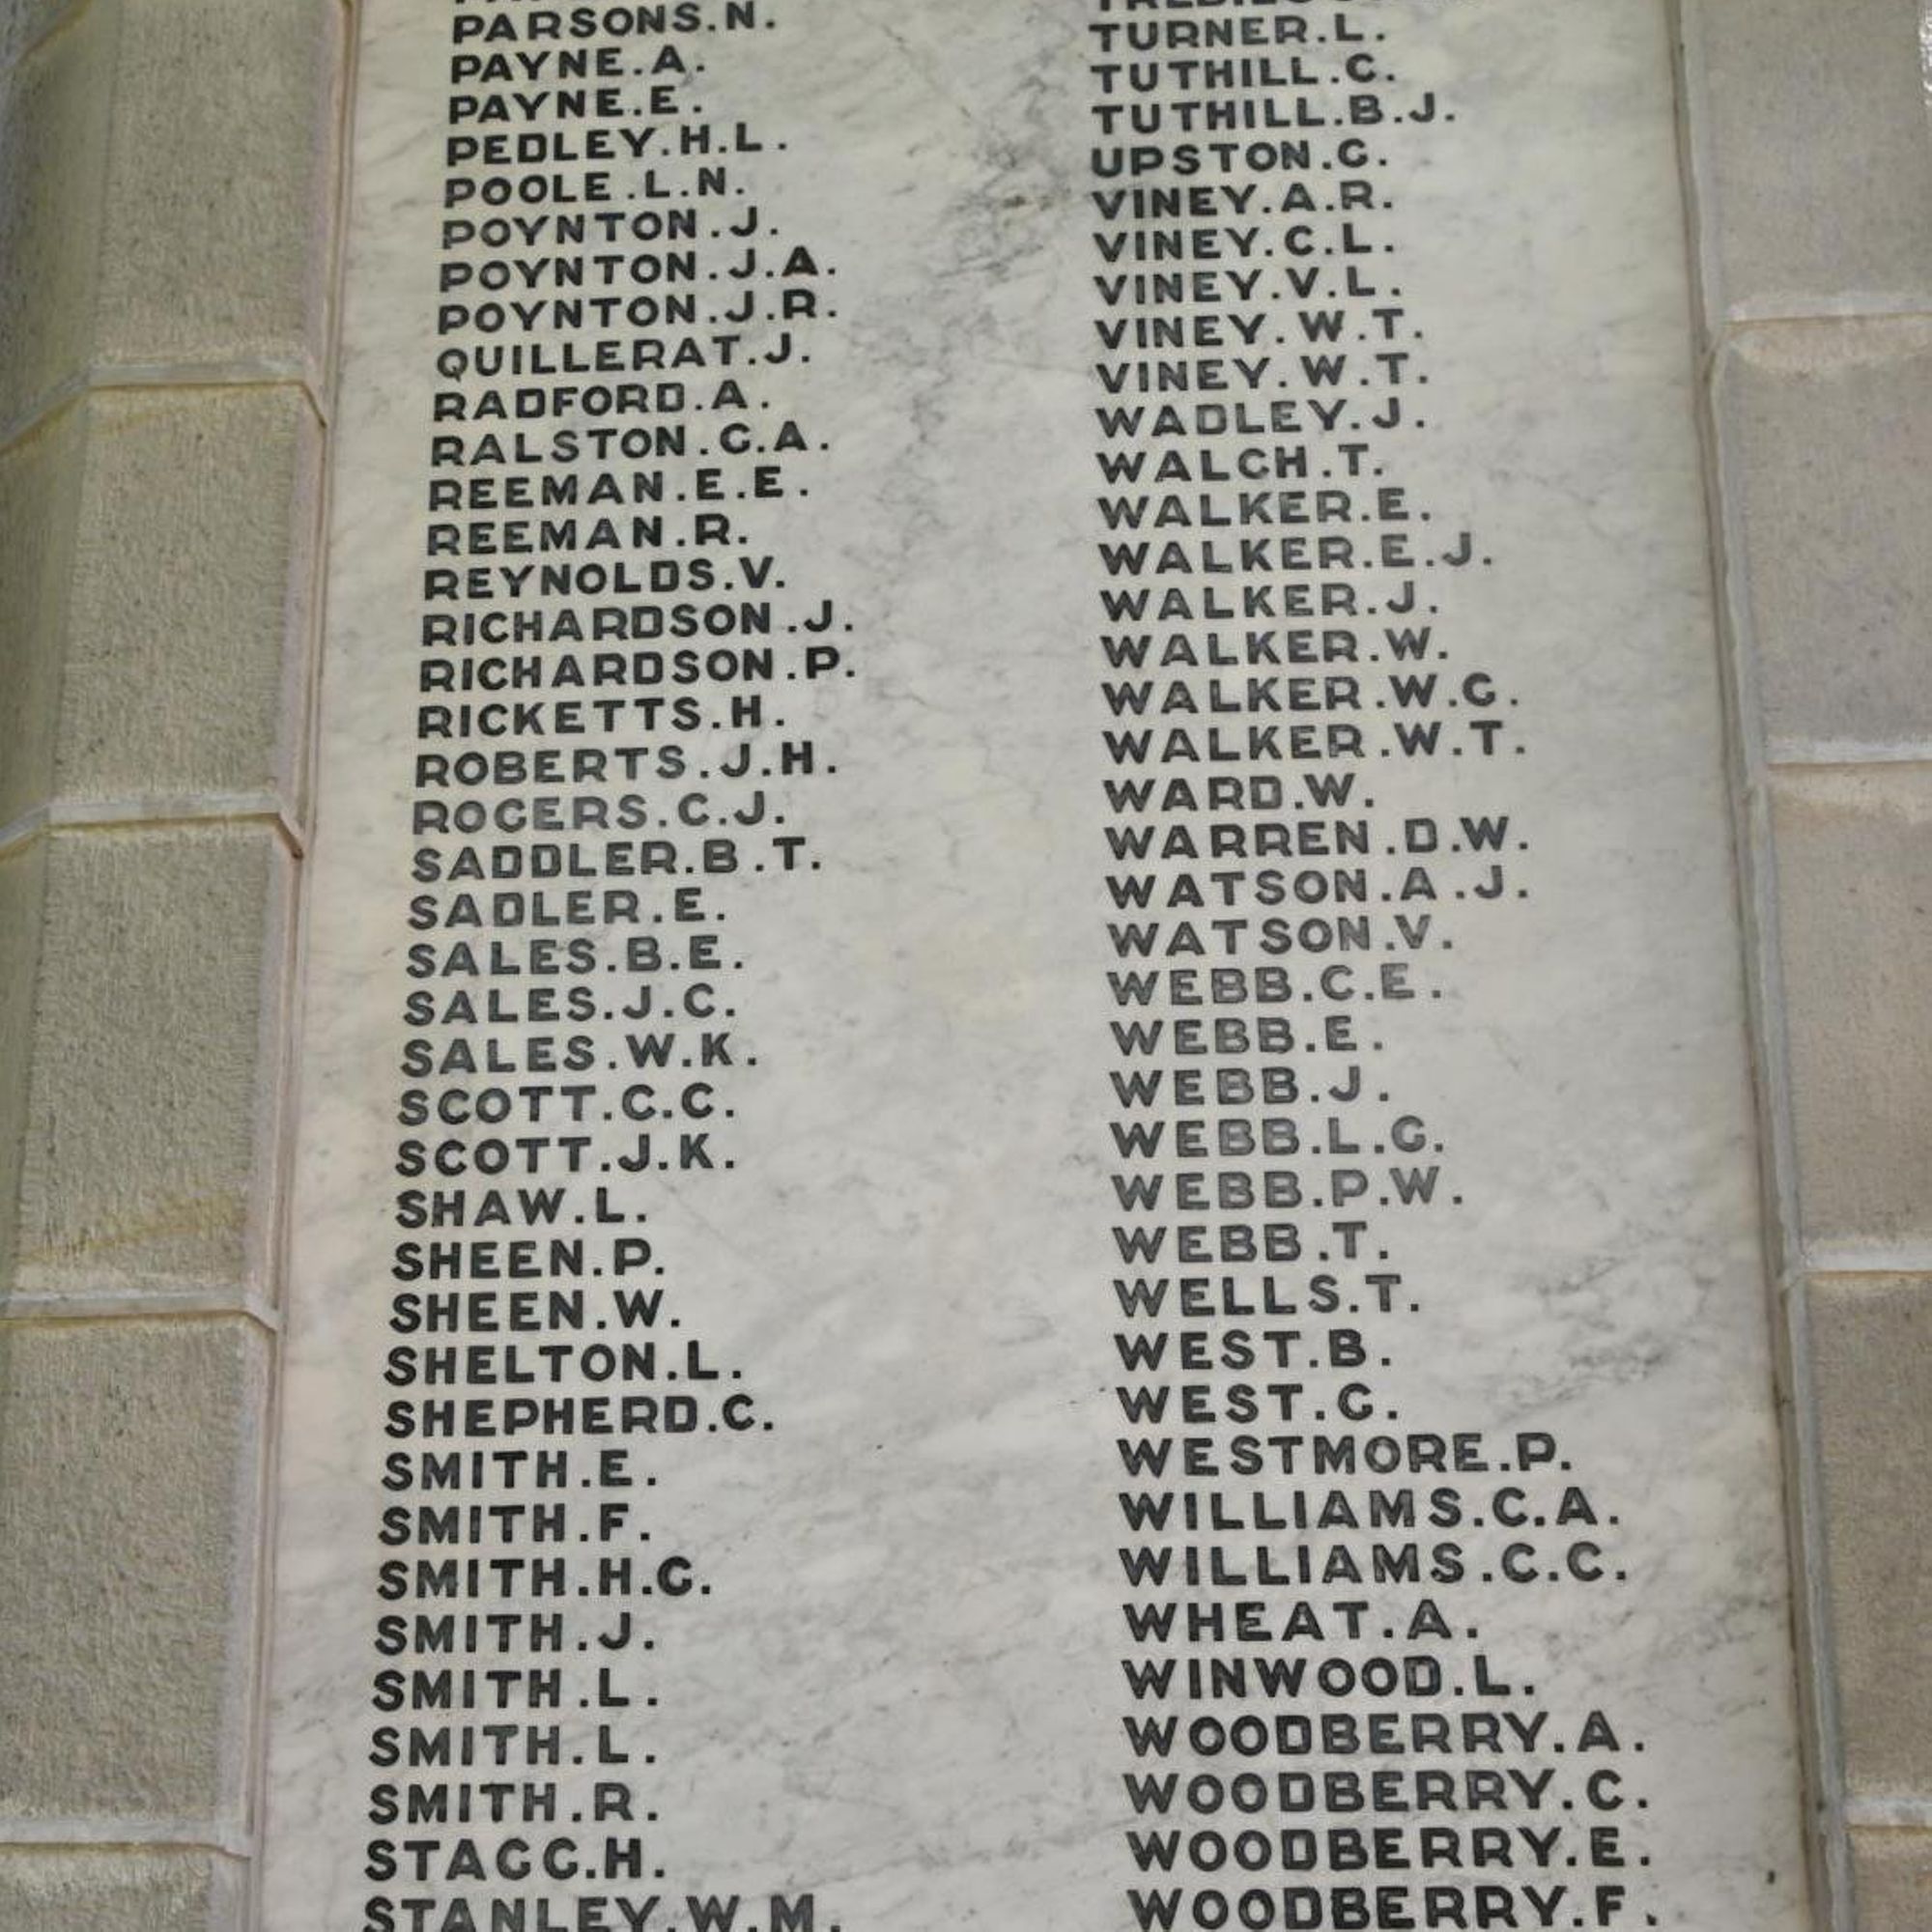 PARSONS.N.
PAYNE.A.
PAYNE.E.
PEDLEY.H.L.
POOLE.L.N.
POYNTON.J.
POYNTON.J.A.
POYNTON.J.R.
QUILLERAT.J.
RADFORD.A.
RALSTON.G.A.
REEMAN.E.E.
REEMAN.R.
REYNOLDS.V.
RICHARDSON.J.
RICHARDSON.P.
RICKETTS.H.
ROBERTS.J.H.
ROGERS.C.J.
SADDLER.B.T.
SADLER.E.
SALES.B.E.
SALES.J.C.
SALES.W.K.
SCOTT.C.C.
SCOTT.J.K.
SHAW.L.
SHEEN.P.
SHEEN.W.
SHELTON.L.
SHEPHERD.C.
SMITH.E.
SMITH.F.
SMITH.H.G.
SMITH.J.
SMITH.L.
SMITH.L.
SMITH.R.
STAGG.H.
STANLEY.W.M.
TURNER.L.
TUTHILL.C.
TUTHILL.B.J.
UPSTON.G.
VINEY.A.R.
VINEY.C.L.
VINEY.V.L.
VINEY.W.T.
VINEY.W.T.
WADLEY.J.
WALCH.T.
WALKER.E.
WALKER.E.J.
WALKER.J.
WALKER.W.
WALKER.W.G.
WALKER.W.T.
WARD.W.
WARREN.D.W.
WATSON.A.J.
WATSON.V.
WEBB.C.E.
WEBB.E.
WEBB.J.
WEBB.L.G.
WEBB.P.W.
WEBB.T.
WELLS.T.
WEST.B.
WEST.G.
WESTMORE.P.
WILLIAMS.C.A.
WILLIAMS.C.C.
WHEAT.A.
WINWOOD.L.
WOODBERRY.A.
WOODBERRY.C.
WOODBERRY.E.
WOODBERRY.F.